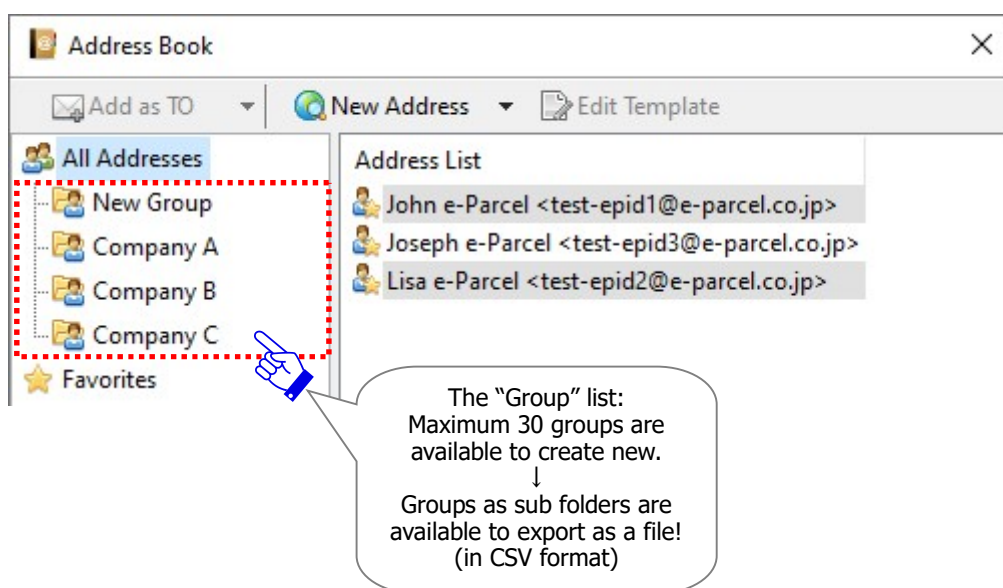 Address Book
Add as TO
New Address
Edit Template
All Addresses
New Group
Company A
Company B
Company C
Favorites
Address List
John e-Parcel <test-epid1@e-parcel.co.jp>
Joseph e-Parcel <test-epid3@e-parcel.co.jp>
Lisa e-Parcel <test-epid2@e-parcel.co.jp>
The “Group” list:
Maximum 30 groups are
available to create new.
↓
Groups as sub folders are
available to export as a file!
(in CSV format)